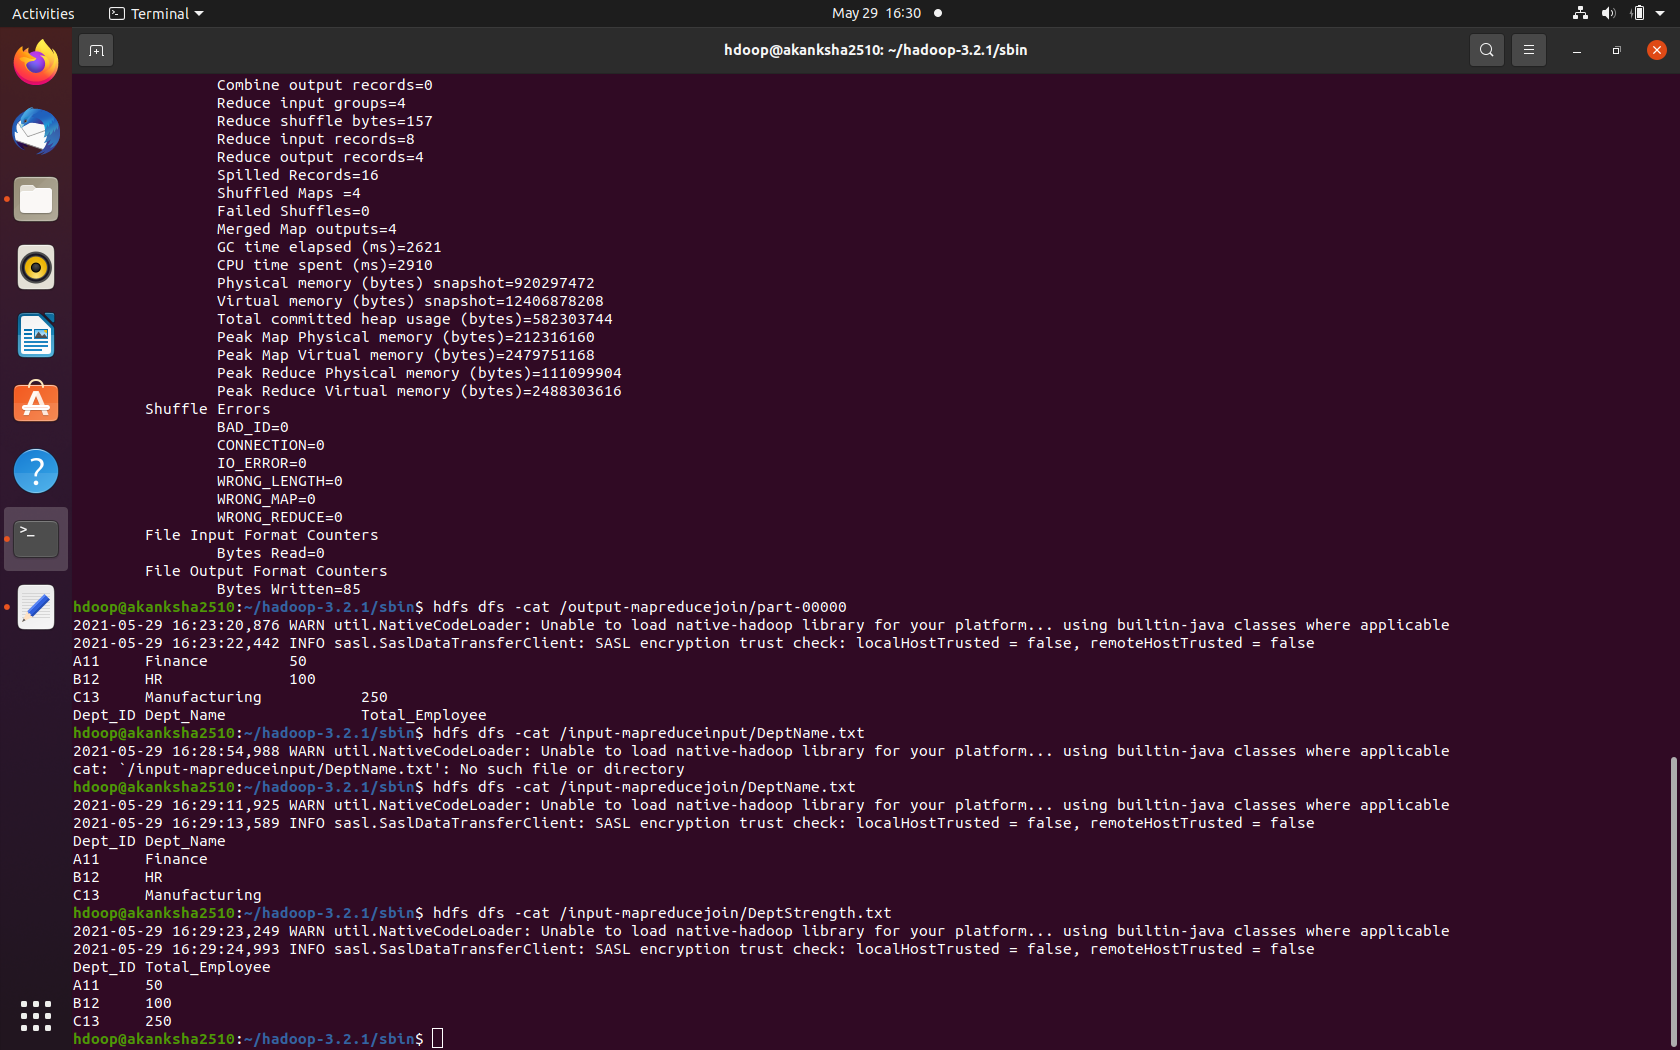 Activities
Terminal
May 29 16:30
hdoop@akanksha2510: ~/hadoop-3.2.1/sbin
Combine output records=0
Reduce input groups=4
Reduce shuffle bytes=157
Reduce input records=8
Reduce output records=4
Spilled Records=16
Shuffled Maps =4
Failed Shuffles=0
Merged Map outputs=4
GC time elapsed (ms)=2621
CPU time spent (ms)=2910
Physical memory (bytes) snapshot=920297472
Virtual memory (bytes) snapshot=12406878208
Total committed heap usage (bytes)=582303744
Peak Map Physical memory (bytes)=212316160
Peak Map Virtual memory (bytes)=2479751168
Peak Reduce Physical memory (bytes)=111099904
Peak Reduce Virtual memory (bytes)=2488303616
Shuffle Errors
BAD_ID=0
CONNECTION=0
IO_ERROR=0
WRONG_LENGTH=0
WRONG_MAP=0
WRONG_REDUCE=0
File Input Format Counters
Bytes Read=0
File Output Format Counters
Bytes Written=85
hdoop@akanksha2510:~/hadoop-3.2.1/sbin$ hdfs dfs -cat /output-mapreducejoin/part-00000
2021-05-29 16:23:20,876 WARN util.NativeCodeLoader: Unable to load native-hadoop library for your platform... using builtin-java classes where applicable
2021-05-29 16:23:22,442 INFO sasl.SaslDataTransferClient: SASL encryption trust check: localHostTrusted = false, remoteHostTrusted = false
A11 Finance 50
B12 HR 100
C13 Manufacturing 250
Dept_ID Dept_Name Total_Employee
hdoop@akanksha2510:~/hadoop-3.2.1/sbin$ hdfs dfs -cat /input-mapreduceinput/DeptName.txt
2021-05-29 16:28:54,988 WARN util.NativeCodeLoader: Unable to load native-hadoop library for your platform... using builtin-java classes where applicable
cat: `/input-mapreduceinput/DeptName.txt': No such file or directory
hdoop@akanksha2510:~/hadoop-3.2.1/sbin$ hdfs dfs -cat /input-mapreducejoin/DeptName.txt
2021-05-29 16:29:11,925 WARN util.NativeCodeLoader: Unable to load native-hadoop library for your platform... using builtin-java classes where applicable
2021-05-29 16:29:13,589 INFO sasl.SaslDataTransferClient: SASL encryption trust check: localHostTrusted = false, remoteHostTrusted = false
Dept_ID Dept_Name
A11 Finance
B12 HR
C13 Manufacturing
hdoop@akanksha2510:~/hadoop-3.2.1/sbin$ hdfs dfs -cat /input-mapreducejoin/DeptStrength.txt
2021-05-29 16:29:23,249 WARN util.NativeCodeLoader: Unable to load native-hadoop library for your platform... using builtin-java classes where applicable
2021-05-29 16:29:24,993 INFO sasl.SaslDataTransferClient: SASL encryption trust check: localHostTrusted = false, remoteHostTrusted = false
Dept_ID Total_Employee
A11 50
B12 100
C13 250
hdoop@akanksha2510:~/hadoop-3.2.1/sbin$